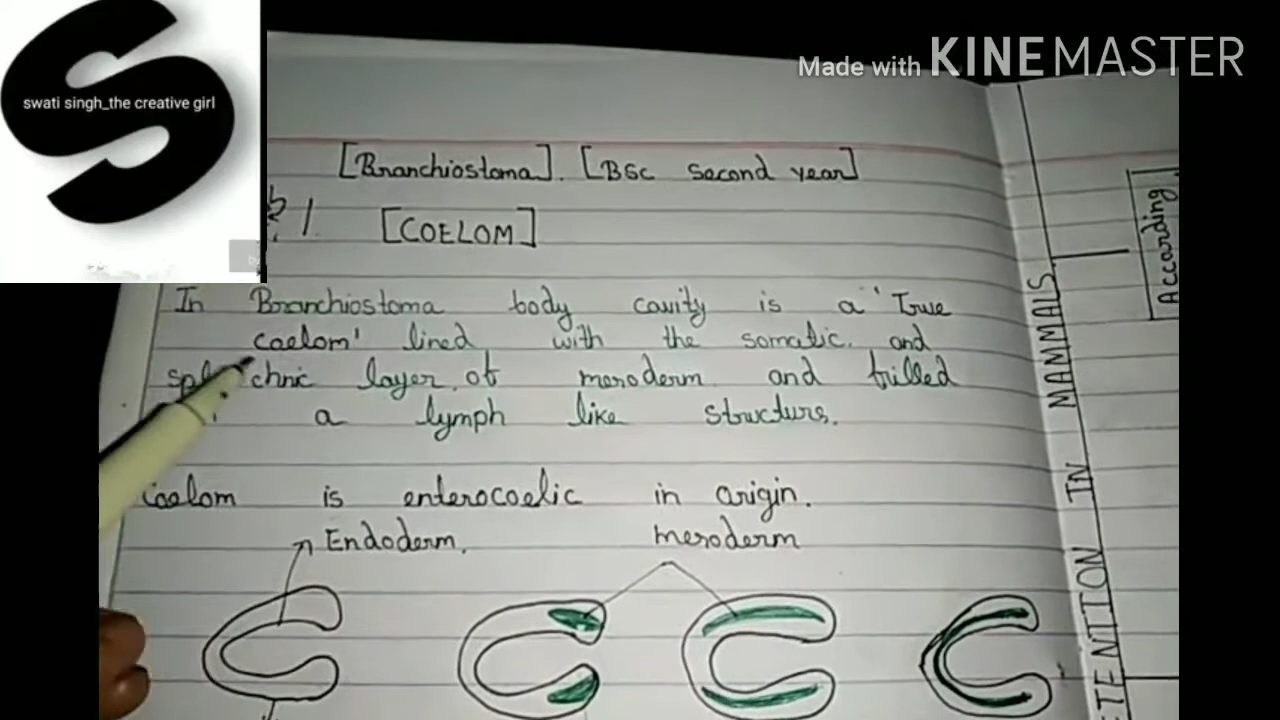 swati singh_the creative girl
Made with KINEMASTER
[Branchiostoma]. [BSc Second year]
[COELOM]
In Branchiostoma body cavity is a 'True
coelom' lined with the somatic. and
chnic layer of mesoderm and filled
a lymph like structure.
Coelom is enterocoelic in origin.
Endoderm. mesoderm
ETENTION IN MAMMALS.
According